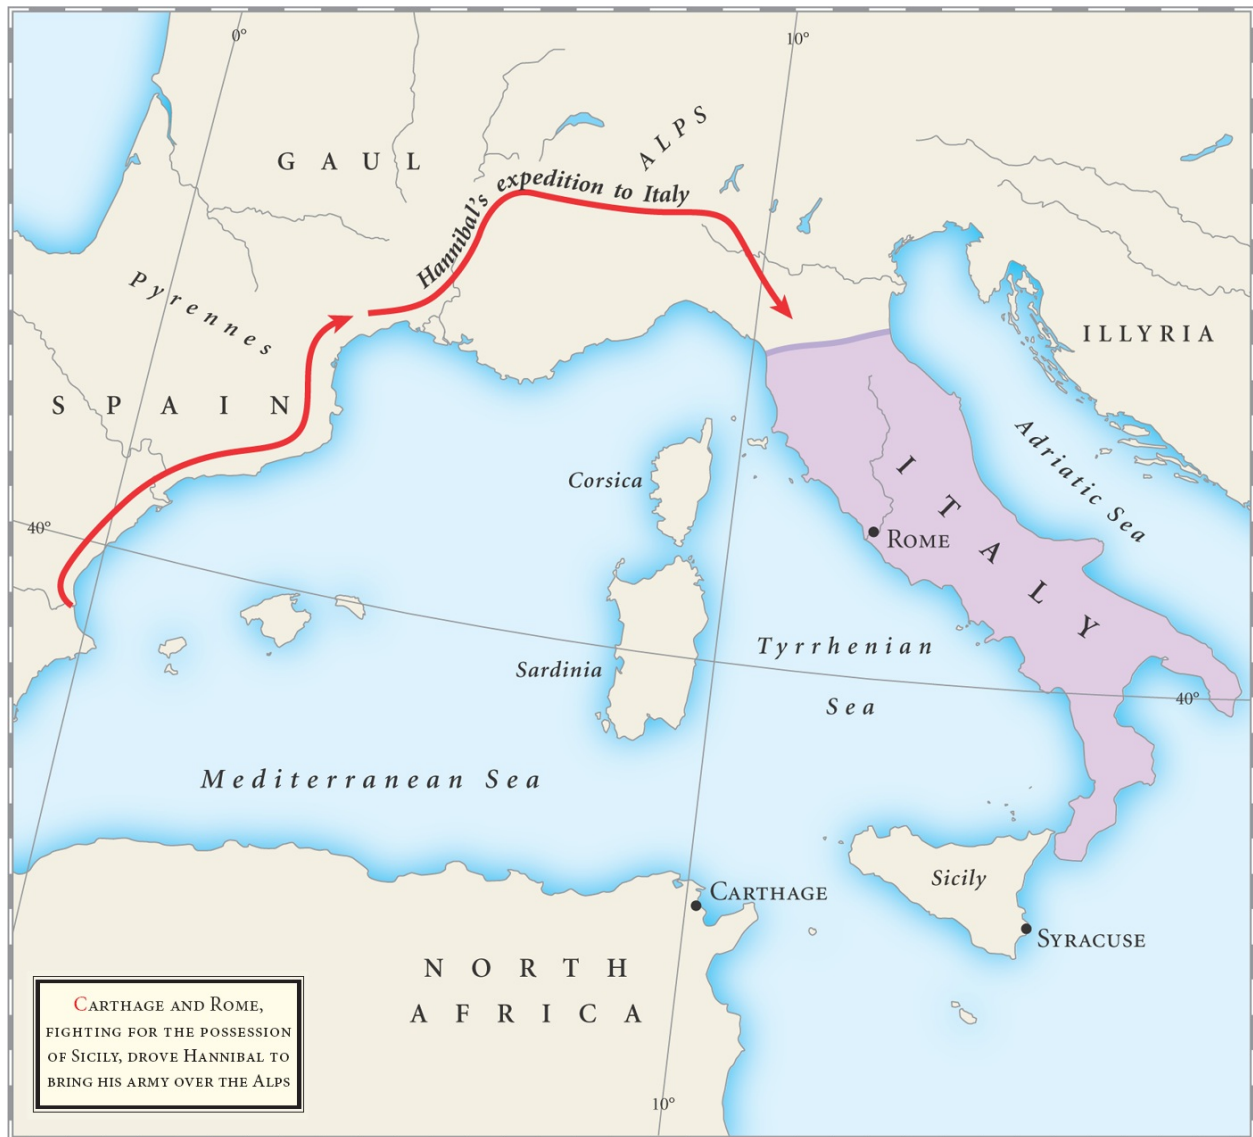 0°
10°
ALPS
GAUL
Hannibal's expedition to Italy
Pyrennes
ILLYRIA
SPAIN
Adriatic Sea
Corsica
ITALY
40°
ROME
Tyrrhenian
Sea
Sardinia
40°
Mediterranean Sea
Sicily
CARTHAGE
SYRACUSE
NORTH
AFRICA
CARTHAGE AND ROME,
FIGHTING FOR THE POSSESSION
OF SICILY, DROVE HANNIBAL TO
BRING HIS ARMY OVER THE ALPS
10°